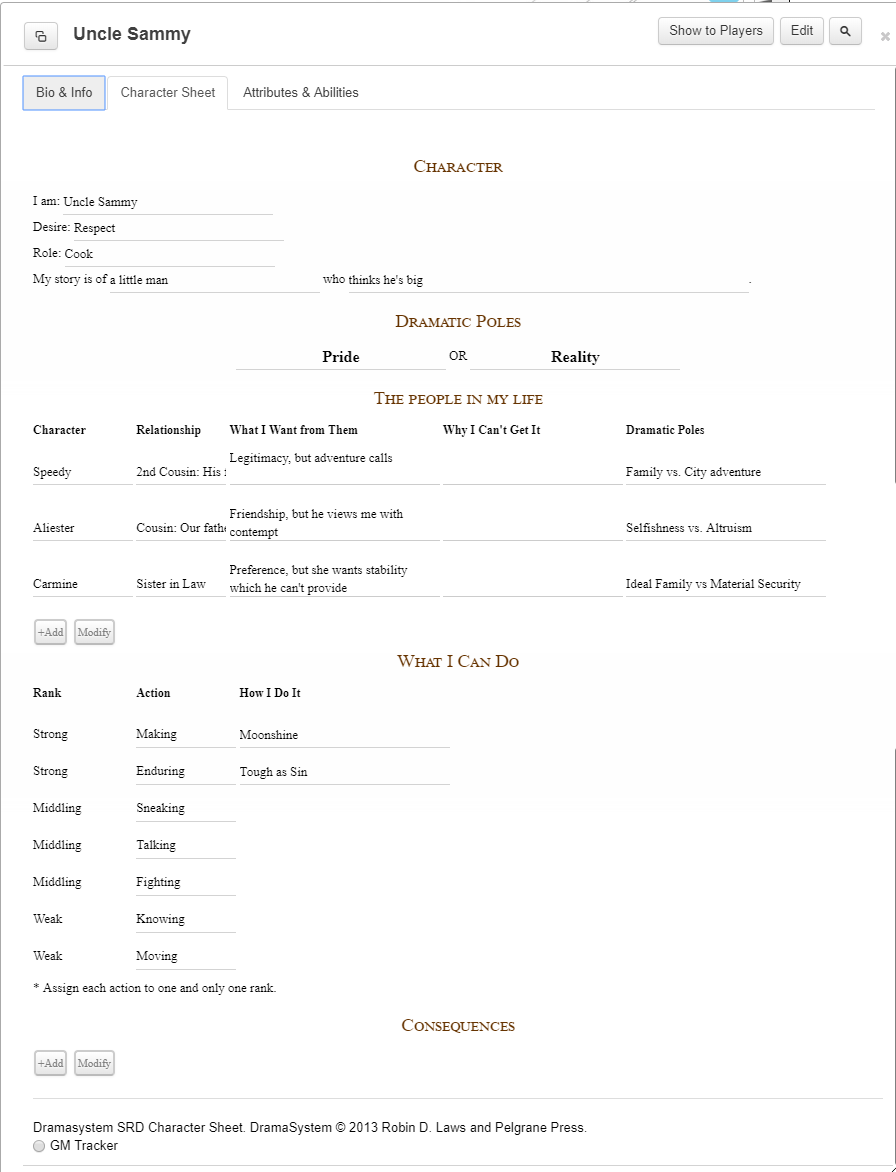 Uncle Sammy
Show to Players Edit
Bio & Info Character Sheet Attributes & Abilities
Character
I am: Uncle Sammy
Desire: Respect
Role: Cook
My story is of a little man who thinks he's big .
Dramatic Poles
Pride OR Reality
The people in my life
Character Relationship What I Want from Them Why I Can't Get It Dramatic Poles
Legitimacy, but adventure calls
Speedy 2nd Cousin: His Family vs. City adventure
Friendship, but he views me with
Aliester Cousin: Our contempt Selfishness vs. Altruism
Preference, but she wants stability
Carmine Sister in Law which he can't provide Ideal Family vs Material Security
+Add Modify
What I Can Do
Rank Action How I Do It
Strong Making Moonshine
Strong Enduring Tough as Sin
Middling Sneaking
Middling Talking
Middling Fighting
Weak Knowing
Weak Moving
* Assign each action to one and only one rank.
Consequences
+Add Modify
Dramasystem SRD Character Sheet. DramaSystem © 2013 Robin D. Laws and Pelgrane Press.
GM Tracker